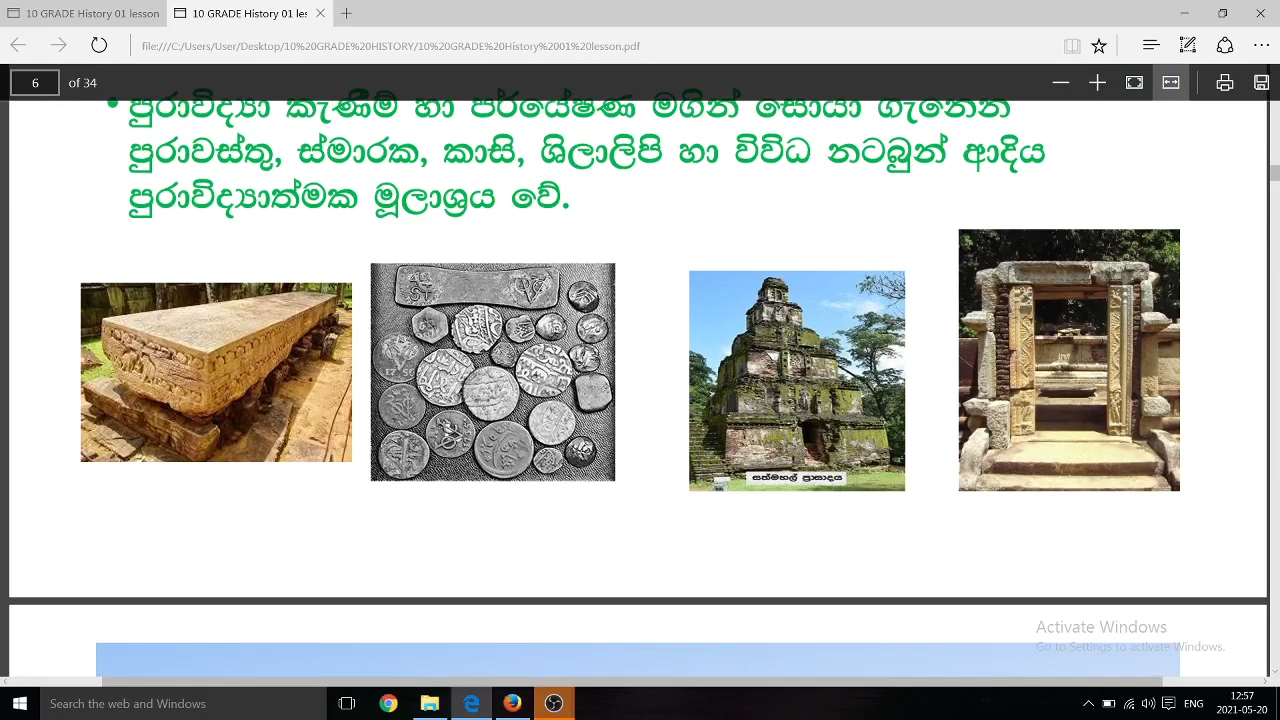 10 GRADE History 01 les
10 GRADE History 01 les
file:///C:/Users/User/Desktop/10%20GRADE%20HISTORY/10%20GRADE%20History%2001%20lesson.pdf
6 of 34
• පුරාවිද්‍යා කැණීම් හා පර්යේෂණ මගින් සොයා ගැනෙන
පුරාවස්තු, ස්මාරක, කාසි, ශිලාලිපි හා විවිධ නටබුන් ආදිය
පුරාවිද්‍යාත්මක මූලාශ්‍රය වේ.
සත්මහල් ප්‍රාසාදය
Activate Windows
Go to Settings to activate Windows.
Search the web and Windows
ENG
12:57
2021-05-20